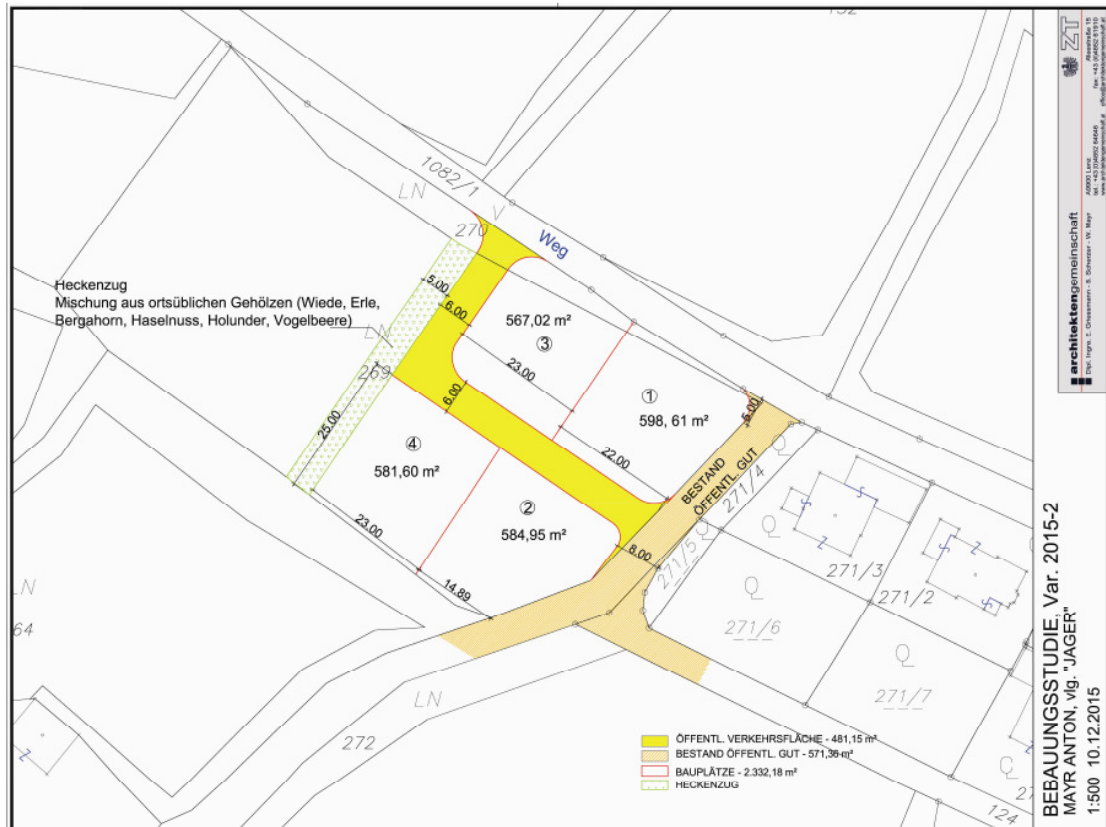 132
1082/1
LN
V
270
Weg
Heckenzug
Mischung aus ortsüblichen Gehölzen (Wiede, Erle,
Bergahorn, Haselnuss, Holunder, Vogelbeere)
LN
269
5.00
6.00
567,02 m²
③
23.00
6.00
①
598, 61 m²
5.00
22.00
25.00
④
581,60 m²
②
584,95 m²
23.00
14.89
8.00
BESTAND
ÖFFENTL. GUT
271/4
271/5
271/3
271/2
271/6
271/7
LN
64
LN
272
124
27
ÖFFENTL. VERKEHRSFLÄCHE - 481,15 m²
BESTAND ÖFFENTL. GUT - 571,36 m²
BAUPLÄTZE - 2.332,18 m²
HECKENZUG
ZT
architektengemeinschaft
BEBAUUNGSSTUDIE, Var. 2015-2
MAYR ANTON, vlg. "JAGER"
1:500 10.12.2015